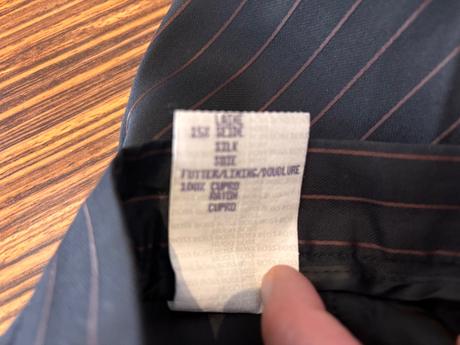 LAINE
15% SEIDE
SILK
SOIE
FUTTER/LINING/DOUBLURE
100% CUPRO
RAYON
CUPRO